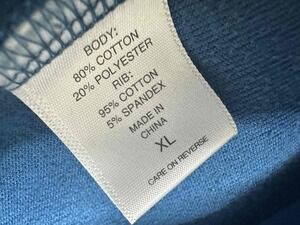 BODY:
80% COTTON
20% POLYESTER
RIB:
95% COTTON
5% SPANDEX
MADE IN
CHINA
XL
CARE ON REVERSE